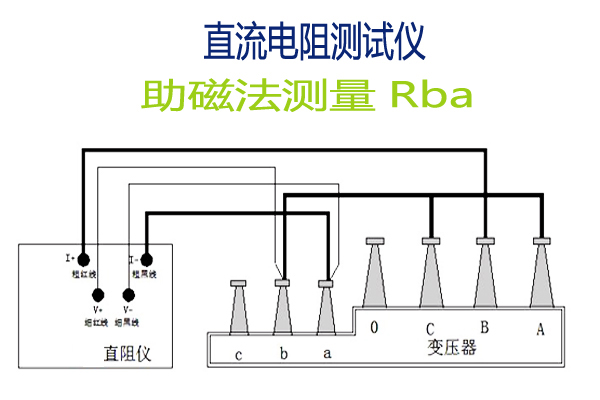 直流电阻测试仪
助磁法测量 Rba
I+ I-
粗红线 粗黑线
V+ V-
细红线 细黑线
直阻仪
0 C B A
变压器
c b a